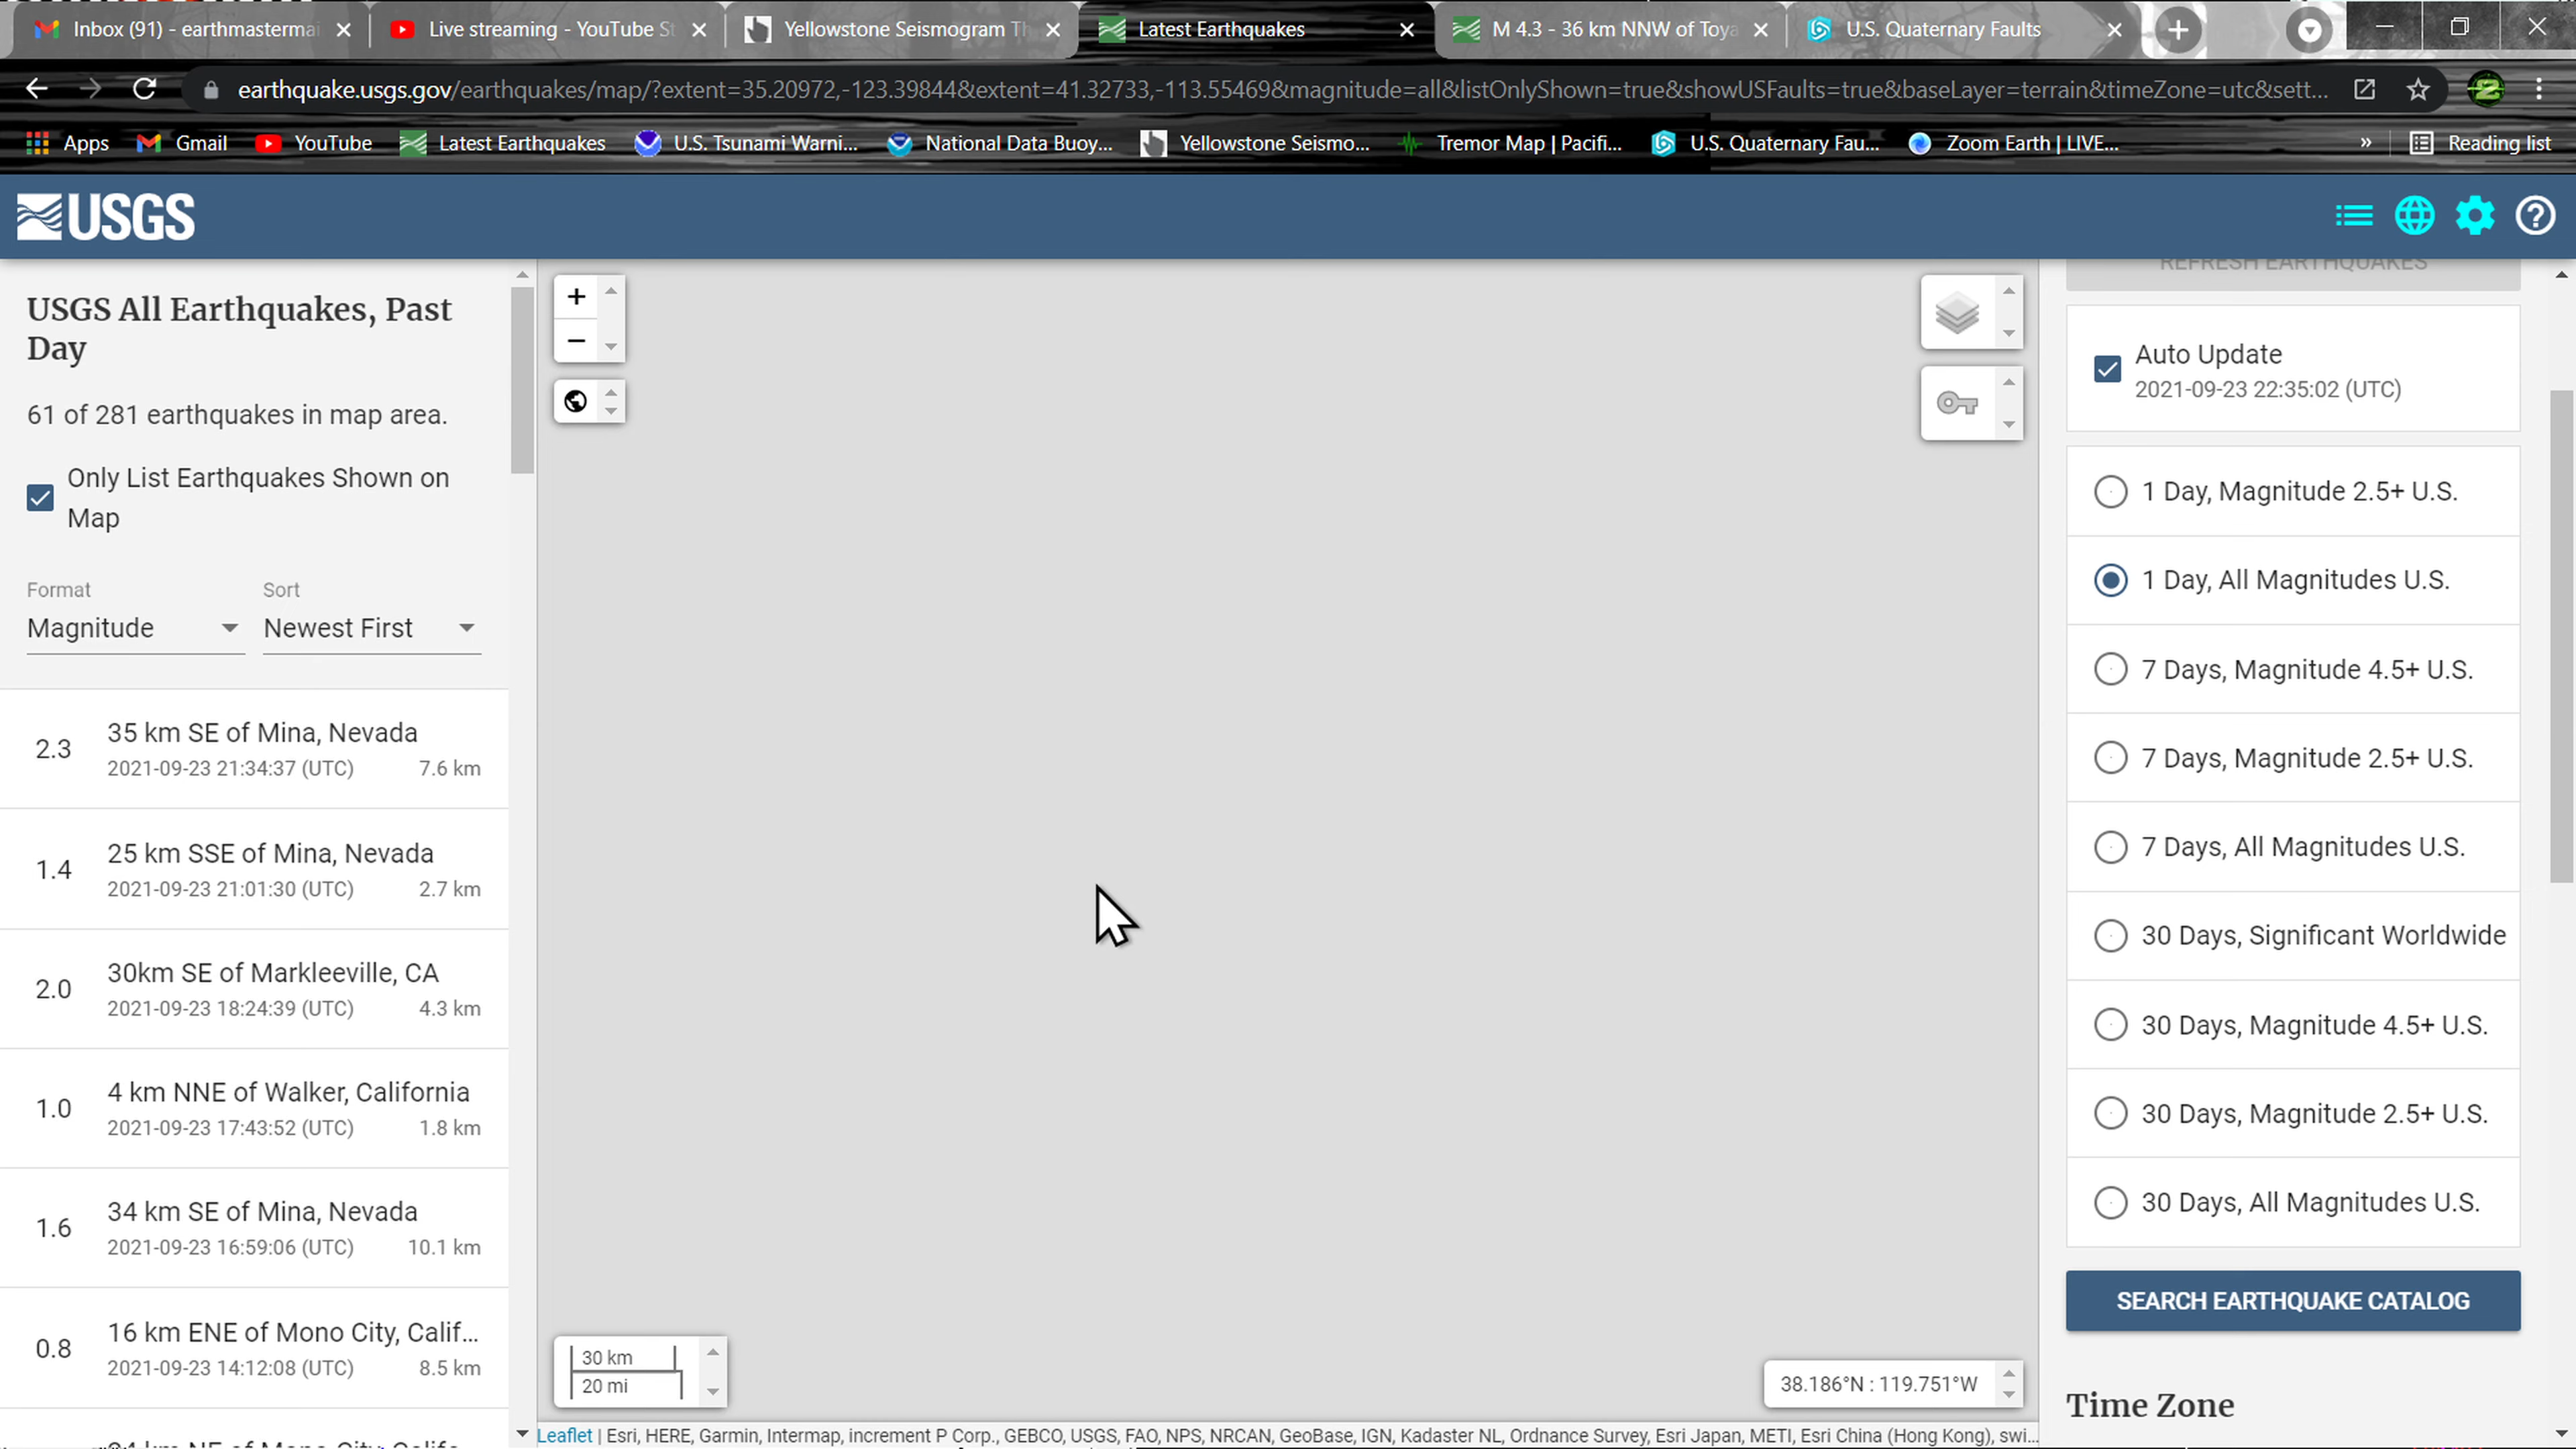 Inbox (91) - earthmastermai
Live streaming - YouTube St
Yellowstone Seismogram Th
Latest Earthquakes
M 4.3 - 36 km NNW of Toya
U.S. Quaternary Faults
earthquake.usgs.gov/earthquakes/map/?extent=35.20972,-123.39844&extent=41.32733,-113.55469&magnitude=all&listOnlyShown=true&showUSFaults=true&baseLayer=terrain&timeZone=utc&sett...
Apps
Gmail
YouTube
Latest Earthquakes
U.S. Tsunami Warni...
National Data Buoy...
Yellowstone Seismo...
Tremor Map | Pacifi...
U.S. Quaternary Fau...
Zoom Earth | LIVE...
»
Reading list
USGS
USGS All Earthquakes, Past
Day
61 of 281 earthquakes in map area.
Only List Earthquakes Shown on
Map
Format
Sort
Magnitude
Newest First
2.3
35 km SE of Mina, Nevada
2021-09-23 21:34:37 (UTC)
7.6 km
1.4
25 km SSE of Mina, Nevada
2021-09-23 21:01:30 (UTC)
2.7 km
2.0
30km SE of Markleeville, CA
2021-09-23 18:24:39 (UTC)
4.3 km
1.0
4 km NNE of Walker, California
2021-09-23 17:43:52 (UTC)
1.8 km
1.6
34 km SE of Mina, Nevada
2021-09-23 16:59:06 (UTC)
10.1 km
0.8
16 km ENE of Mono City, Calif...
2021-09-23 14:12:08 (UTC)
8.5 km
+
−
30 km
20 mi
38.186°N : 119.751°W
Leaflet | Esri, HERE, Garmin, Intermap, increment P Corp., GEBCO, USGS, FAO, NPS, NRCAN, GeoBase, IGN, Kadaster NL, Ordnance Survey, Esri Japan, METI, Esri China (Hong Kong), swi...
REFRESH EARTHQUAKES
Auto Update
2021-09-23 22:35:02 (UTC)
1 Day, Magnitude 2.5+ U.S.
1 Day, All Magnitudes U.S.
7 Days, Magnitude 4.5+ U.S.
7 Days, Magnitude 2.5+ U.S.
7 Days, All Magnitudes U.S.
30 Days, Significant Worldwide
30 Days, Magnitude 4.5+ U.S.
30 Days, Magnitude 2.5+ U.S.
30 Days, All Magnitudes U.S.
SEARCH EARTHQUAKE CATALOG
Time Zone